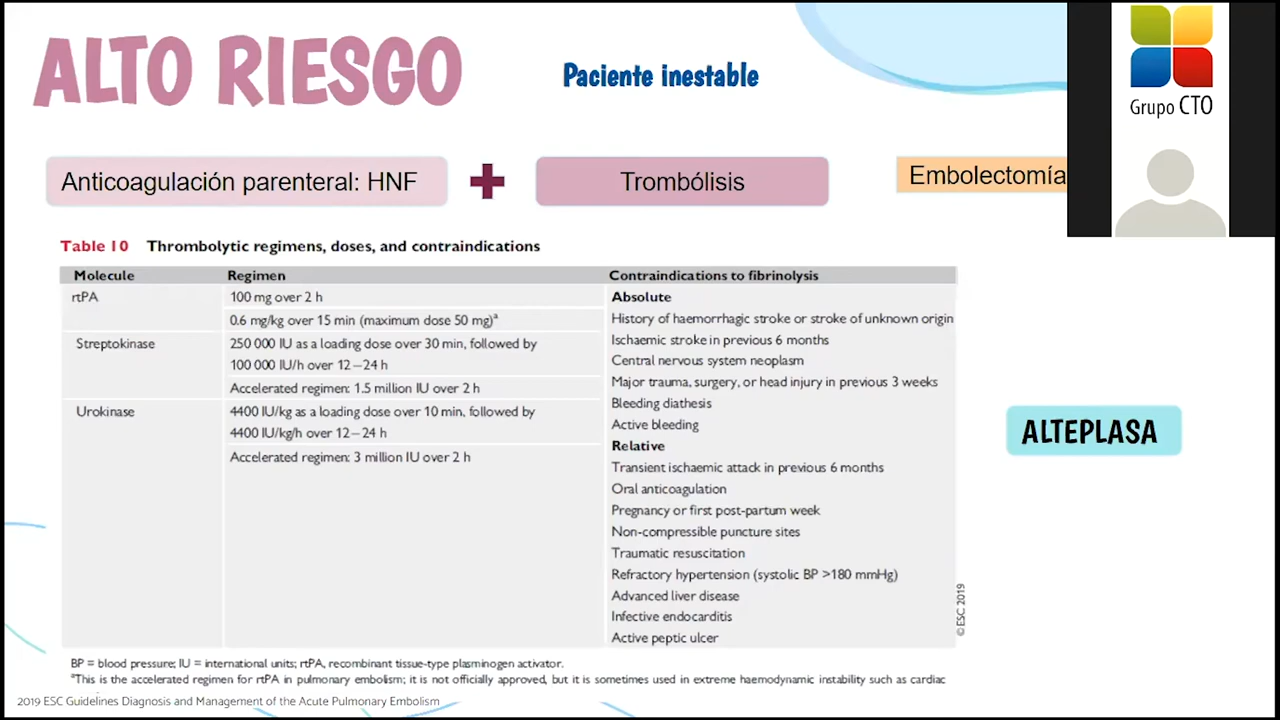 ALTO RIESGO
Paciente inestable
Grupo CTO
Anticoagulación parenteral: HNF
Trombólisis
Embolectomía
Table 10 Thrombolytic regimens, doses, and contraindications
Molecule Regimen Contraindications to fibrinolysis
rtPA
100 mg over 2 h
0.6 mg/kg over 15 min (maximum dose 50 mg)ª
Streptokinase
250 000 IU as a loading dose over 30 min, followed by
100 000 IU/h over 12–24 h
Accelerated regimen: 1.5 million IU over 2 h
Urokinase
4400 IU/kg as a loading dose over 10 min, followed by
4400 IU/kg/h over 12–24 h
Accelerated regimen: 3 million IU over 2 h
Absolute
History of haemorrhagic stroke or stroke of unknown origin
Ischaemic stroke in previous 6 months
Central nervous system neoplasm
Major trauma, surgery, or head injury in previous 3 weeks
Bleeding diathesis
Active bleeding
Relative
Transient ischaemic attack in previous 6 months
Oral anticoagulation
Pregnancy or first post-partum week
Non-compressible puncture sites
Traumatic resuscitation
Refractory hypertension (systolic BP >180 mmHg)
Advanced liver disease
Infective endocarditis
Active peptic ulcer
©ESC 2019
ALTEPLASA
BP = blood pressure; IU = international units; rtPA, recombinant tissue-type plasminogen activator.
ªThis is the accelerated regimen for rtPA in pulmonary embolism; it is not officially approved, but it is sometimes used in extreme haemodynamic instability such as cardiac
2019 ESC Guidelines Diagnosis and Management of the Acute Pulmonary Embolism